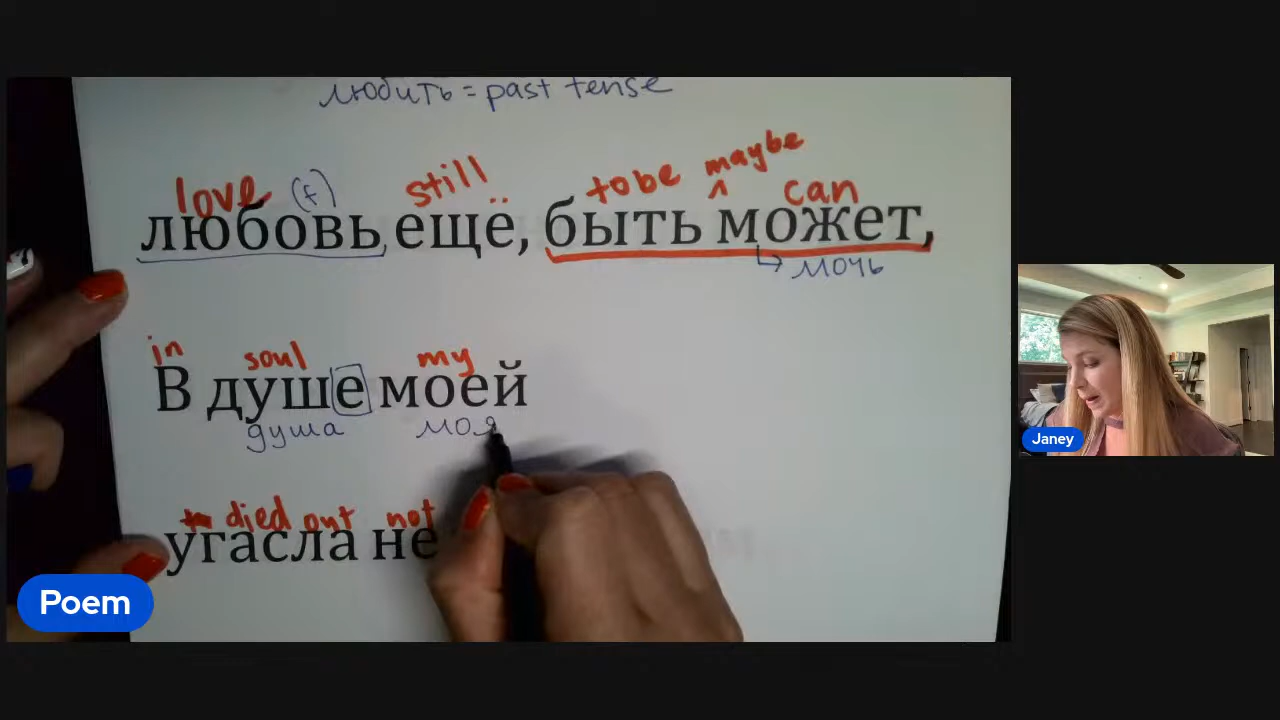 любить = past tense
love (f) still to be maybe can
любовь ещё, быть ^ может,
↳ мочь
in soul my
В душе моей
душа моя
died out not
угасла не
Poem
Janey